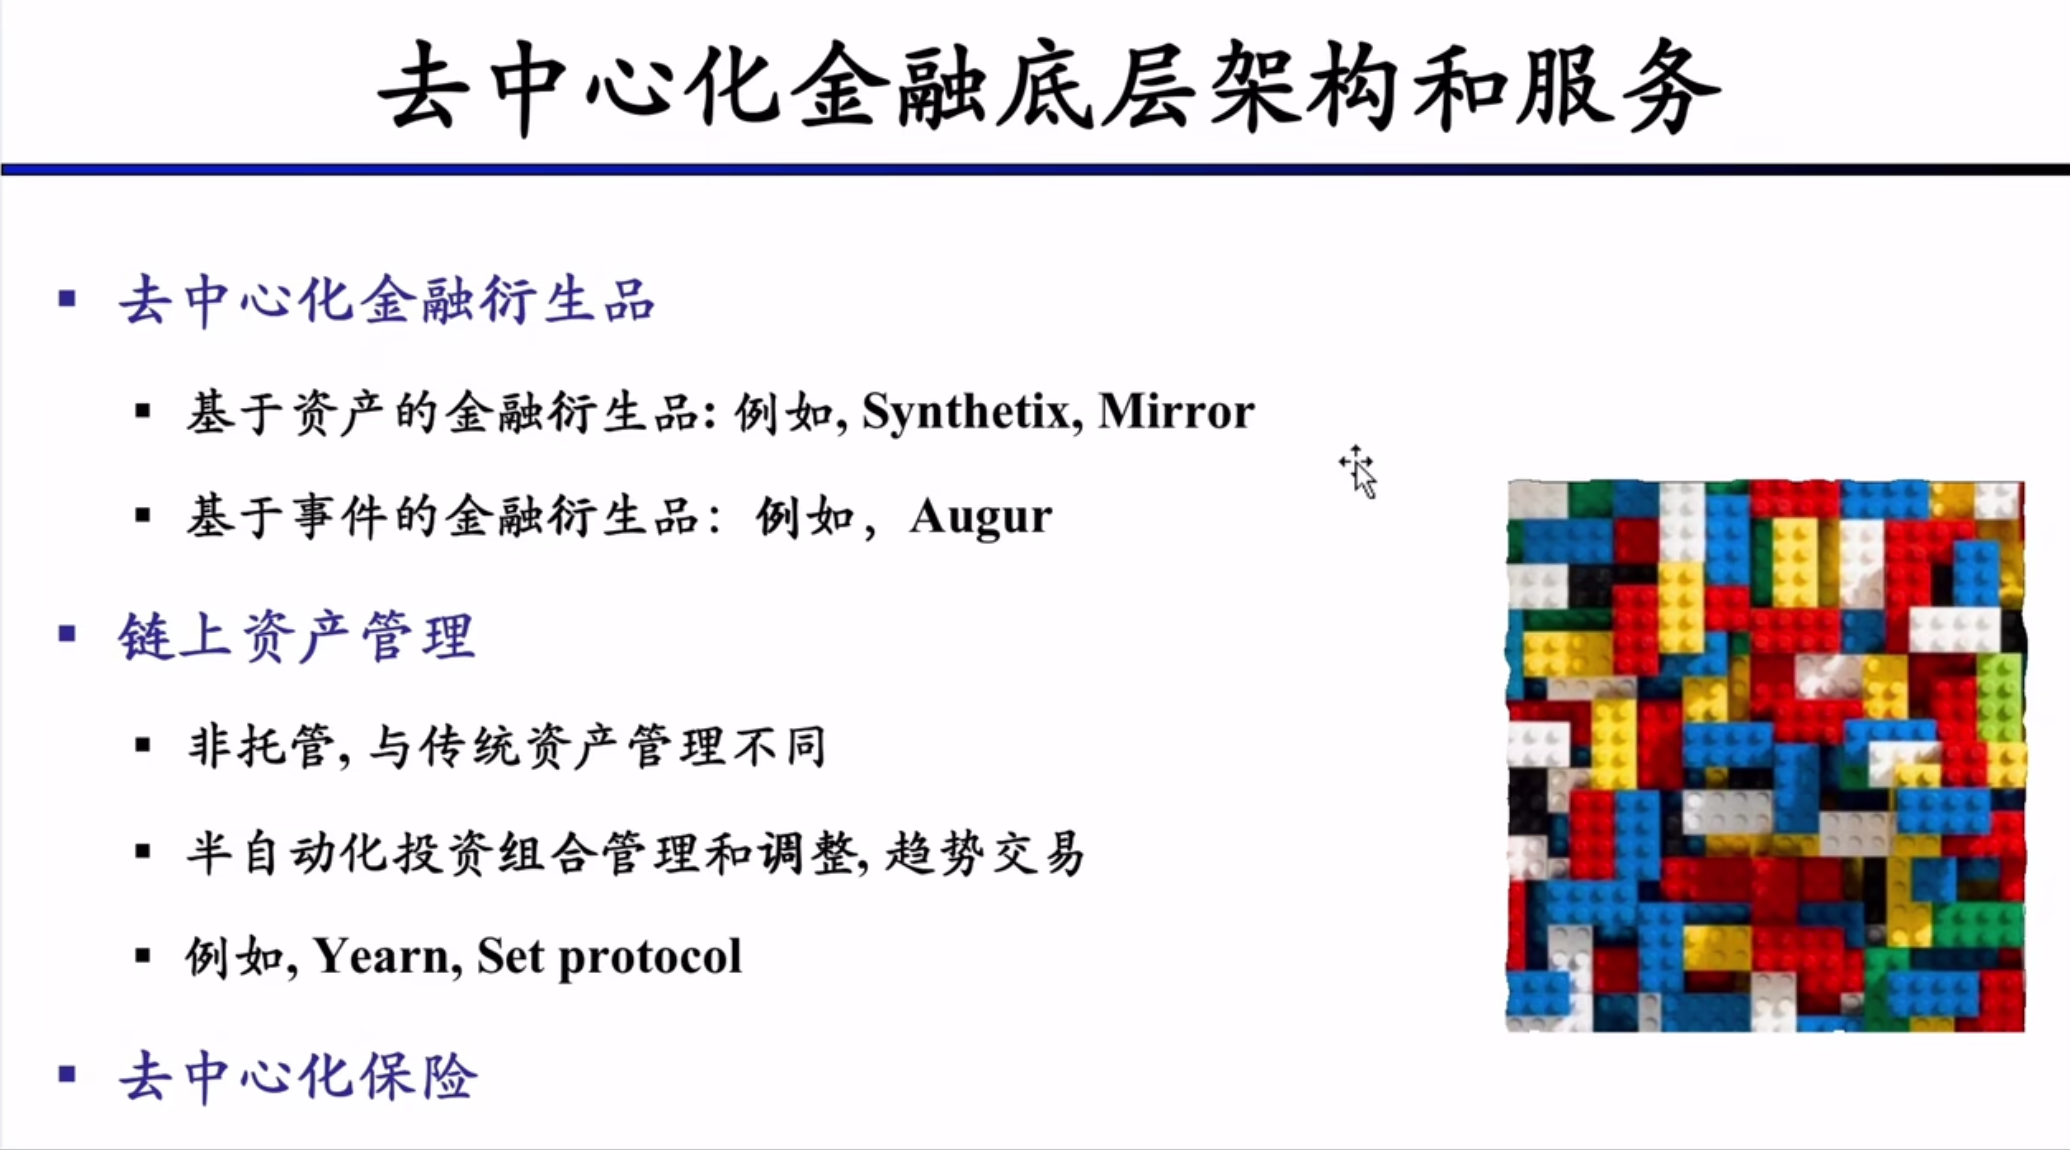 去中心化金融底层架构和服务
去中心化金融衍生品
基于资产的金融衍生品: 例如, Synthetix, Mirror
基于事件的金融衍生品：例如，Augur
链上资产管理
非托管, 与传统资产管理不同
半自动化投资组合管理和调整, 趋势交易
例如, Yearn, Set protocol
去中心化保险